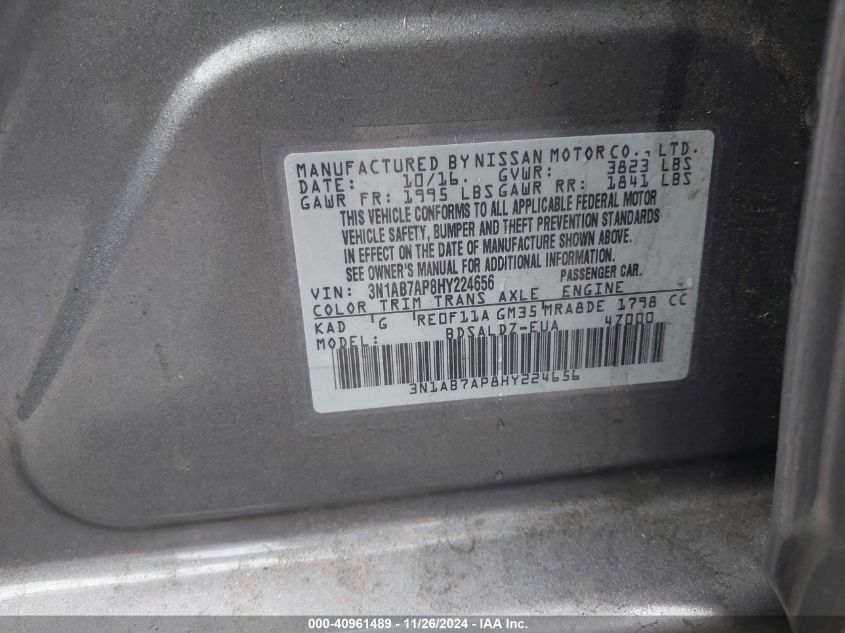 MANUFACTURED BY NISSAN MOTOR CO., LTD.
DATE: 10/16. GVWR: 3823 LBS
GAWR FR: 1995 LBS GAWR RR: 1841 LBS
THIS VEHICLE CONFORMS TO ALL APPLICABLE FEDERAL MOTOR
VEHICLE SAFETY, BUMPER AND THEFT PREVENTION STANDARDS
IN EFFECT ON THE DATE OF MANUFACTURE SHOWN ABOVE.
SEE OWNER'S MANUAL FOR ADDITIONAL INFORMATION.
VIN: 3N1AB7AP8HY224656 PASSENGER CAR.
COLOR TRIM TRANS AXLE ENGINE
KAD G RE0F11A GM35 MRA8DE 1798 CC
MODEL: BDSALDZ-EUA 4Z000
3N1AB7AP8HY224656
000-40961489 - 11/26/2024 - IAA Inc.